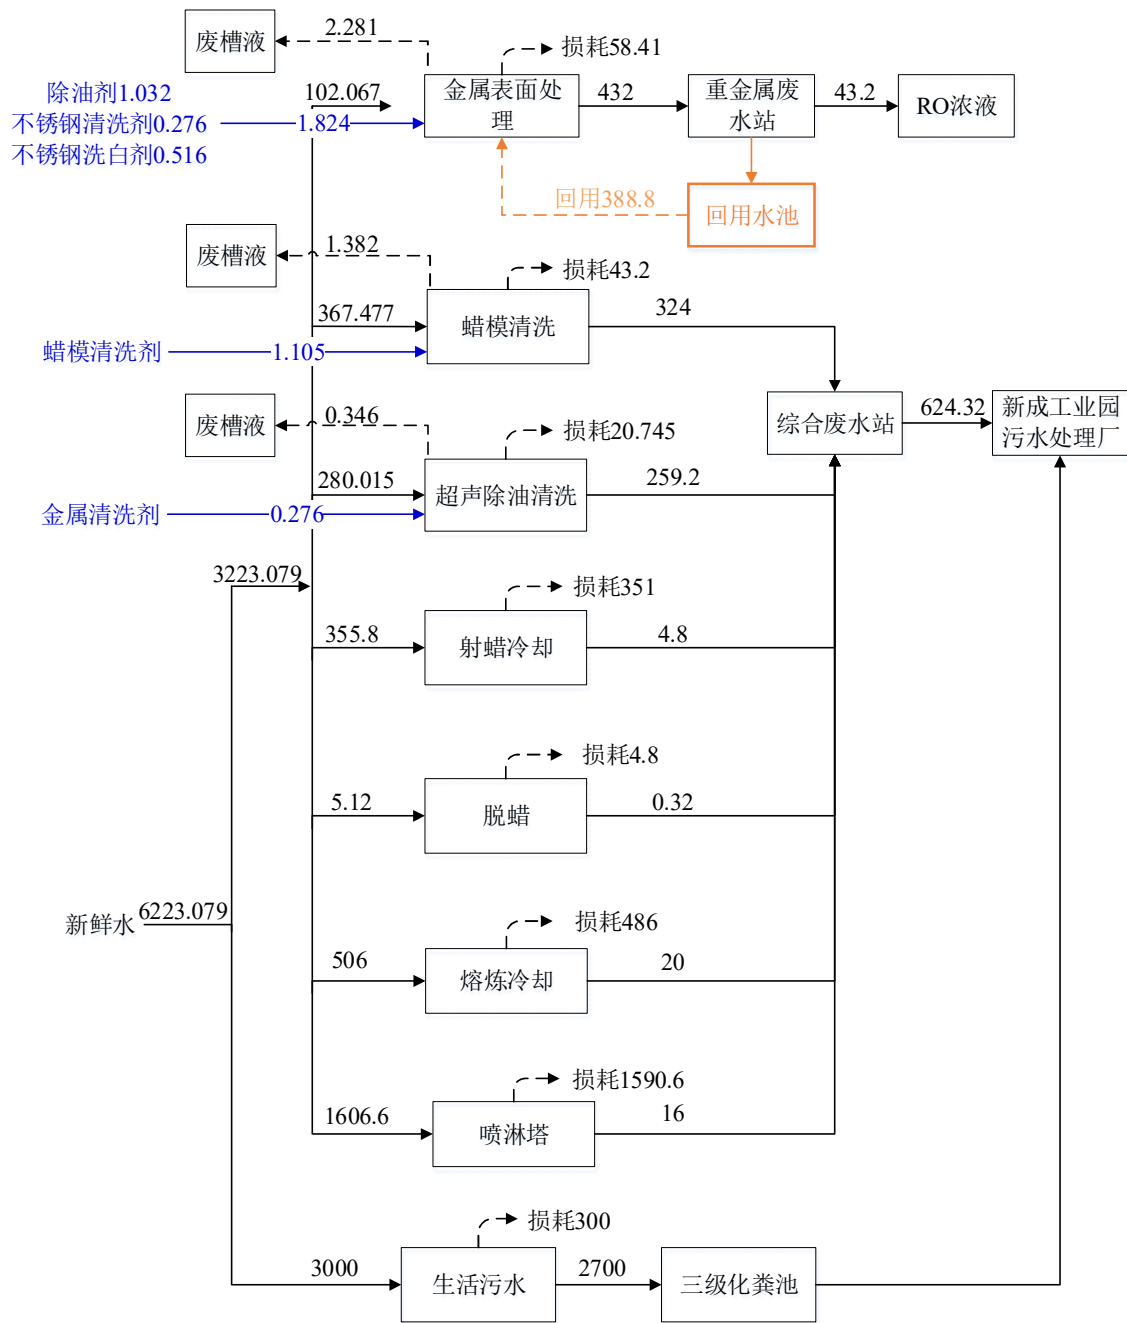 废槽液
2.281
损耗58.41
除油剂1.032
不锈钢清洗剂0.276
不锈钢洗白剂0.516
102.067
1.824
金属表面处
理
432
重金属废
水站
43.2
RO浓液
回用388.8
回用水池
废槽液
1.382
损耗43.2
367.477
蜡模清洗
324
蜡模清洗剂
1.105
废槽液
0.346
损耗20.745
综合废水站
624.32
新成工业园
污水处理厂
280.015
超声除油清洗
259.2
金属清洗剂
0.276
3223.079
损耗351
355.8
射蜡冷却
4.8
损耗4.8
5.12
脱蜡
0.32
新鲜水
6223.079
损耗486
506
熔炼冷却
20
损耗1590.6
1606.6
喷淋塔
16
损耗300
3000
生活污水
2700
三级化粪池